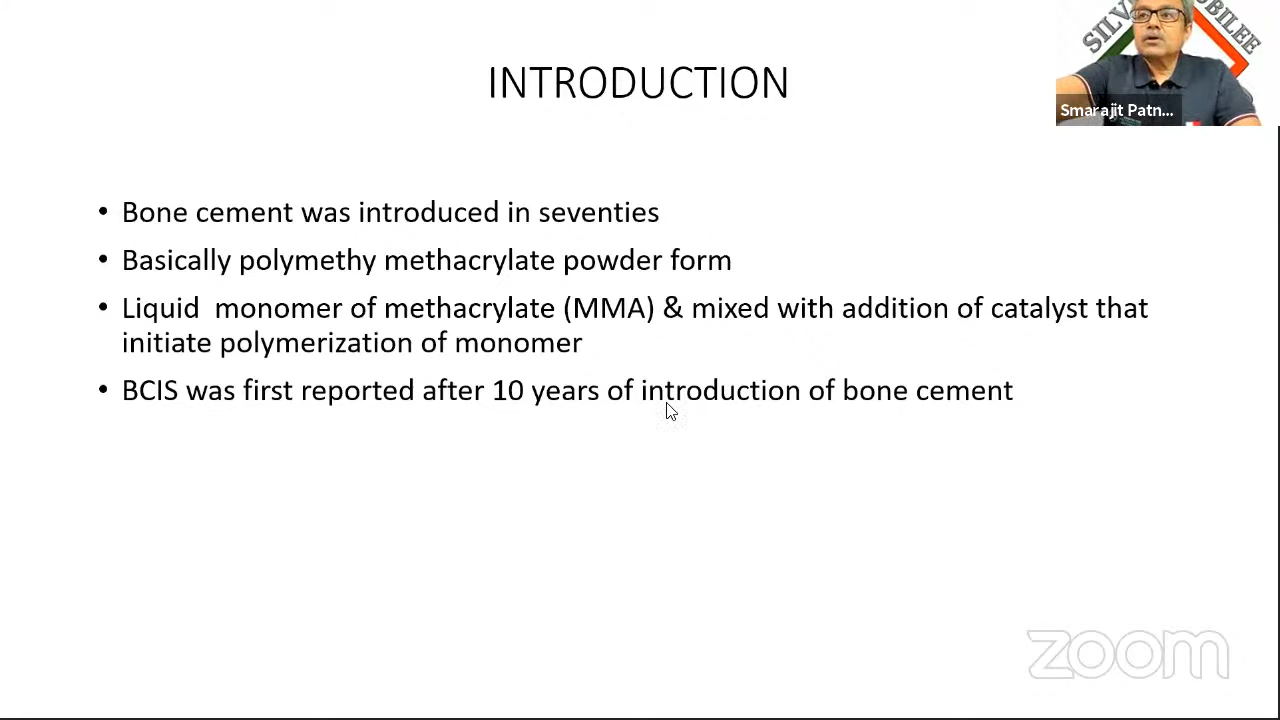 INTRODUCTION
Smarajit Patn...
• Bone cement was introduced in seventies
• Basically polymethy methacrylate powder form
• Liquid  monomer of methacrylate (MMA) & mixed with addition of catalyst that
initiate polymerization of monomer
• BCIS was first reported after 10 years of introduction of bone cement
zoom